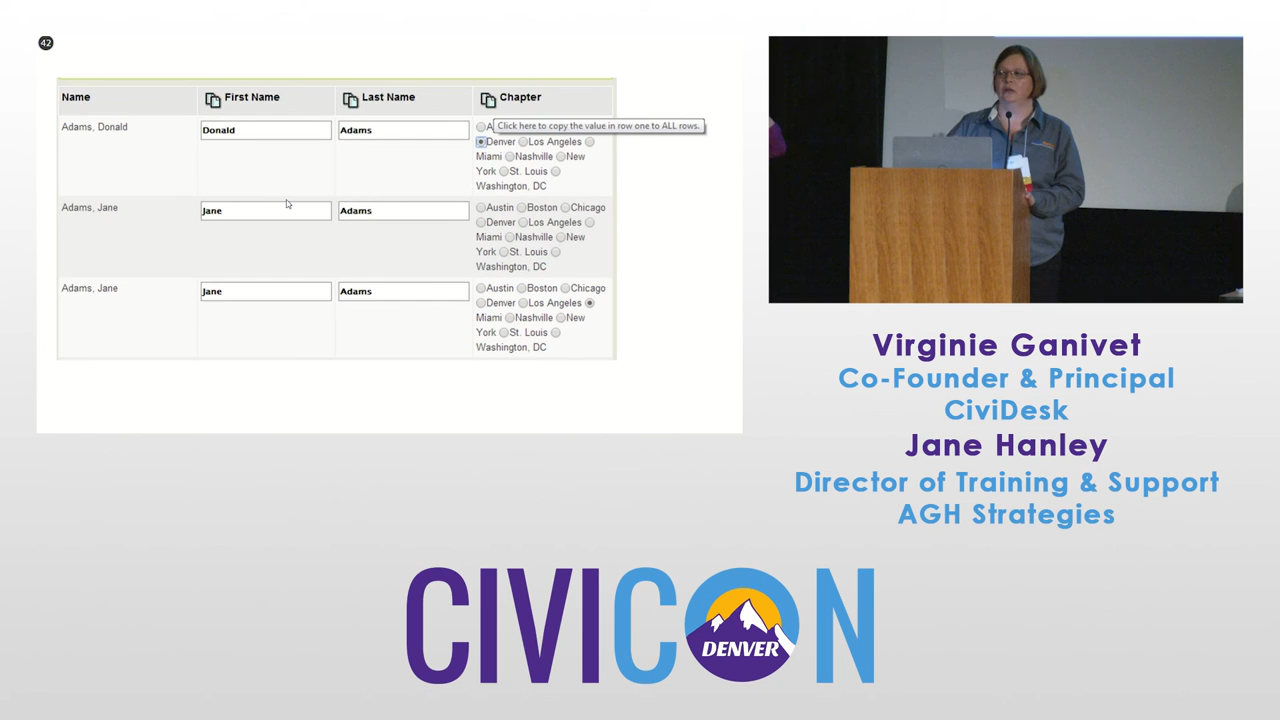 42
Name First Name Last Name Chapter
Adams, Donald Donald Adams A
Click here to copy the value in row one to ALL rows.
Denver Los Angeles
Miami Nashville New
York St. Louis
Washington, DC
Adams, Jane Jane Adams Austin Boston Chicago
Denver Los Angeles
Miami Nashville New
York St. Louis
Washington, DC
Adams, Jane Jane Adams Austin Boston Chicago
Denver Los Angeles
Miami Nashville New
York St. Louis
Washington, DC
Virginie Ganivet
Co-Founder & Principal
CiviDesk
Jane Hanley
Director of Training & Support
AGH Strategies
CIVICON
DENVER